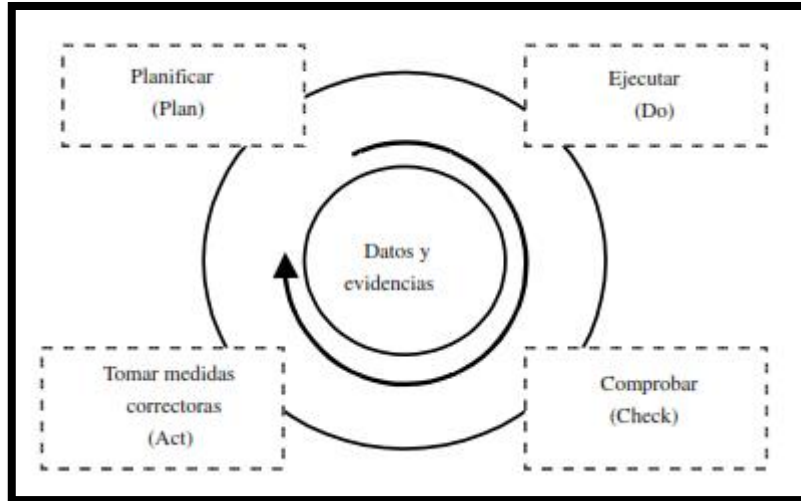 Planificar
(Plan)
Ejecutar
(Do)
Datos y
evidencias
Tomar medidas
correctoras
(Act)
Comprobar
(Check)